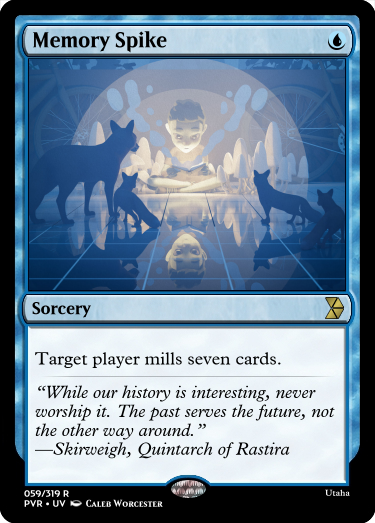 Memory Spike
Sorcery
Target player mills seven cards.
“While our history is interesting, never
worship it. The past serves the future, not
the other way around.”
—Skirweigh, Quintarch of Rastira
059/319 R
Utaha
PVR • UV Caleb Worcester